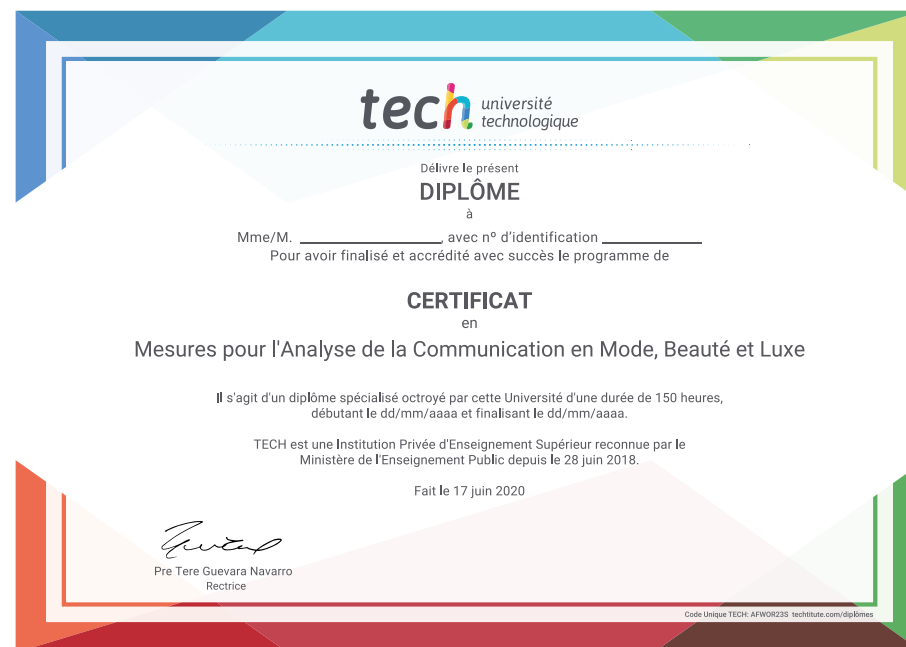 tech université
technologique
Délivre le présent
DIPLÔME
à
Mme/M. ____________________, avec nº d'identification ______________
Pour avoir finalisé et accrédité avec succès le programme de
CERTIFICAT
en
Mesures pour l'Analyse de la Communication en Mode, Beauté et Luxe
Il s'agit d'un diplôme spécialisé octroyé par cette Université d'une durée de 150 heures,
débutant le dd/mm/aaaa et finalisant le dd/mm/aaaa.
TECH est une Institution Privée d'Enseignement Supérieur reconnue par le
Ministère de l'Enseignement Public depuis le 28 juin 2018.
Fait le 17 juin 2020
Pre Tere Guevara Navarro
Rectrice
Code Unique TECH: AFWOR23S techtitute.com/diplômes